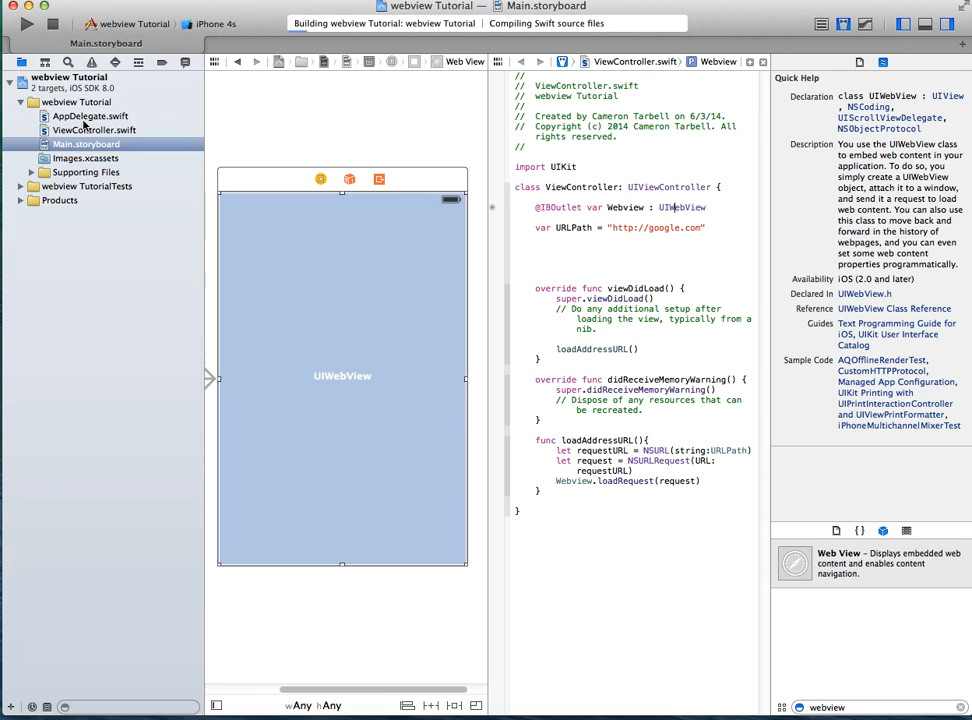 webview Tutorial — Main.storyboard
webview Tutorial
iPhone 4s
Building webview Tutorial: webview Tutorial | Compiling Swift source files
Main.storyboard
webview Tutorial
2 targets, iOS SDK 8.0
webview Tutorial
AppDelegate.swift
ViewController.swift
Main.storyboard
Images.xcassets
Supporting Files
webview TutorialTests
Products
Web View
UIWebView
wAny hAny
ViewController.swift
Webview
//
// ViewController.swift
// webview Tutorial
//
// Created by Cameron Tarbell on 6/3/14.
// Copyright (c) 2014 Cameron Tarbell. All
rights reserved.
//
import UIKit
class ViewController: UIViewController {
@IBOutlet var Webview : UIWebView
var URLPath = "http://google.com"
override func viewDidLoad() {
super.viewDidLoad()
// Do any additional setup after
loading the view, typically from a
nib.
loadAddressURL()
}
override func didReceiveMemoryWarning() {
super.didReceiveMemoryWarning()
// Dispose of any resources that can
be recreated.
}
func loadAddressURL(){
let requestURL = NSURL(string:URLPath)
let request = NSURLRequest(URL:
requestURL)
Webview.loadRequest(request)
}
}
Quick Help
Declaration class UIWebView : UIView
, NSCoding,
UIScrollViewDelegate,
NSObjectProtocol
Description You use the UIWebView class
to embed web content in your
application. To do so, you
simply create a UIWebView
object, attach it to a window,
and send it a request to load
web content. You can also use
this class to move back and
forward in the history of
webpages, and you can even
set some web content
properties programmatically.
Availability iOS (2.0 and later)
Declared In UIWebView.h
Reference UIWebView Class Reference
Guides Text Programming Guide for
iOS, UIKit User Interface
Catalog
Sample Code AQOfflineRenderTest,
CustomHTTPProtocol,
Managed App Configuration,
UIKit Printing with
UIPrintInteractionController
and UIViewPrintFormatter,
iPhoneMultichannelMixerTest
{ }
Web View - Displays embedded web
content and enables content
navigation.
webview